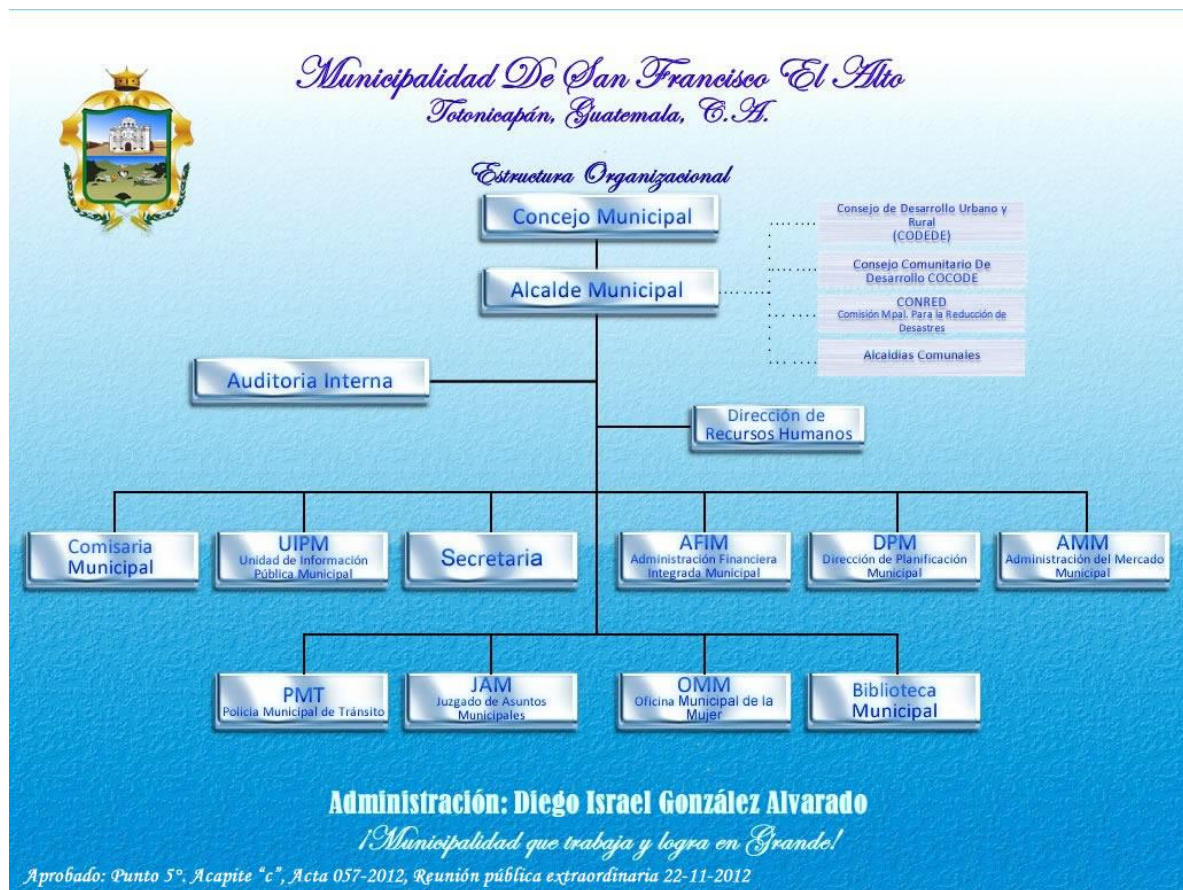 Municipalidad De San Francisco El Alto
Totonicapán, Guatemala, C.A.
Estructura Organizacional
Concejo Municipal
Consejo de Desarrollo Urbano y
Rural
(CODEDE)
Alcalde Municipal
Consejo Comunitario De
Desarrollo COCODE
CONRED
Comisión Mpal. Para la Reducción de
Desastres
Alcaldias Comunales
Auditoria Interna
Dirección de
Recursos Humanos
Comisaria
Municipal
UIPM
Unidad de Información
Pública Municipal
Secretaria
AFIM
Administración Financiera
Integrada Municipal
DPM
Dirección de Planificación
Municipal
AMM
Administración del Mercado
Municipal
PMT
Policia Municipal de Tránsito
JAM
Juzgado de Asuntos
Municipales
OMM
Oficina Municipal de la
Mujer
Biblioteca
Municipal
Administración: Diego Israel González Alvarado
¡Municipalidad que trabaja y logra en Grande!
Aprobado: Punto 5°. Acapite "c", Acta 057-2012, Reunión pública extraordinaria 22-11-2012